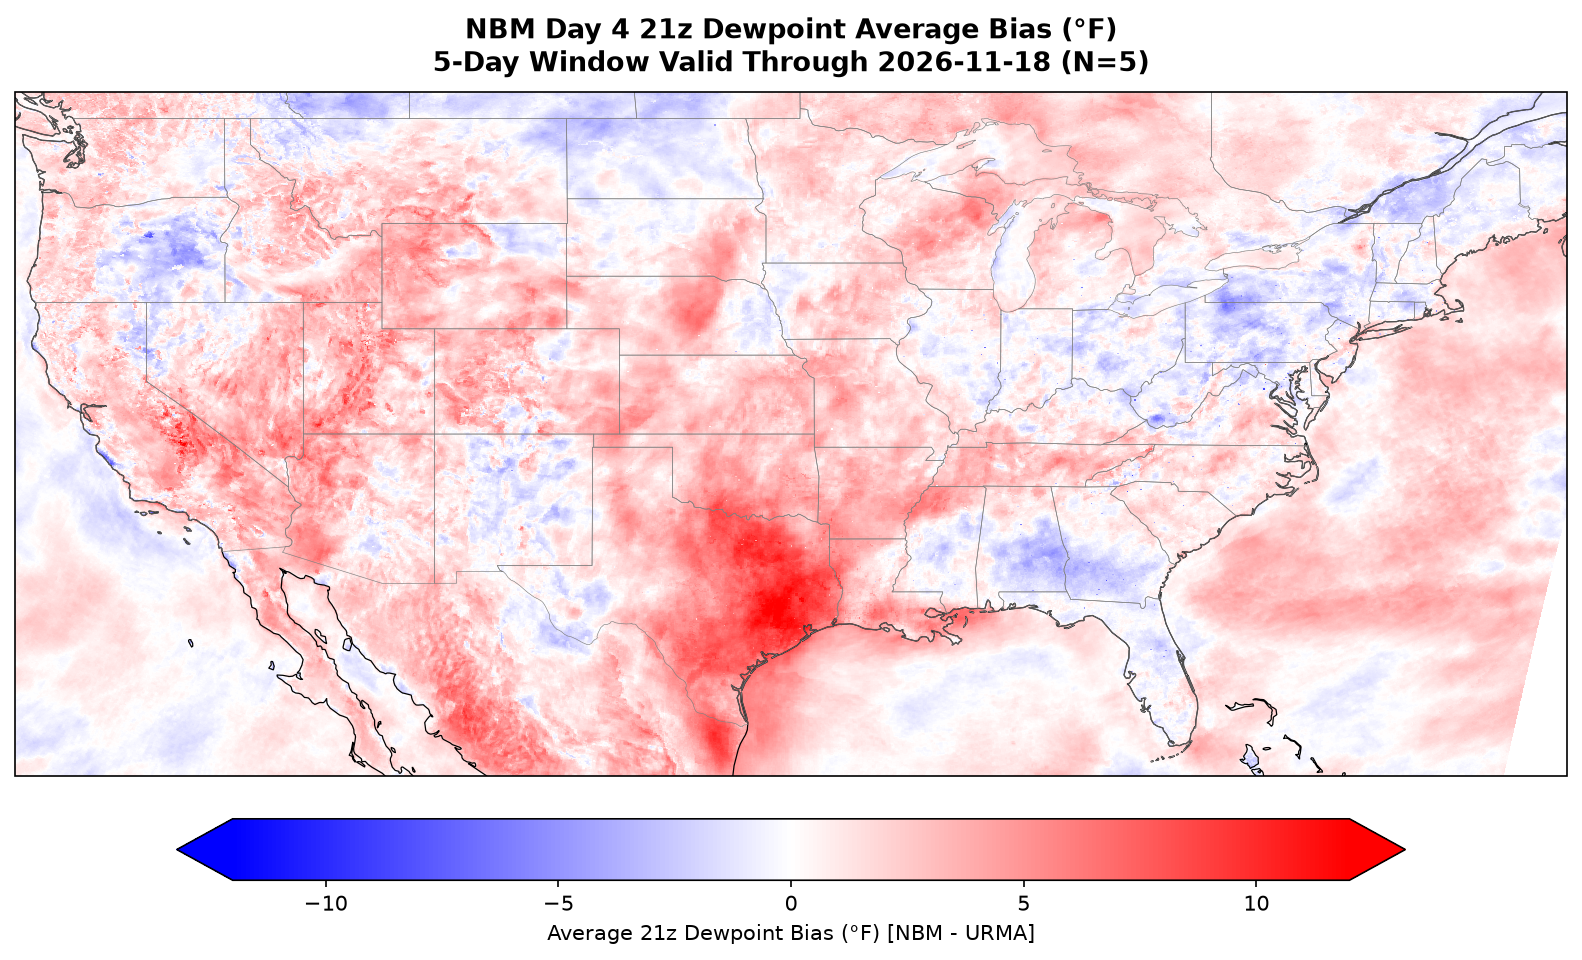 NBM Day 4 21z Dewpoint Average Bias (°F)
5-Day Window Valid Through 2026-11-18 (N=5)
−10 −5 0 5 10
Average 21z Dewpoint Bias (°F) [NBM - URMA]